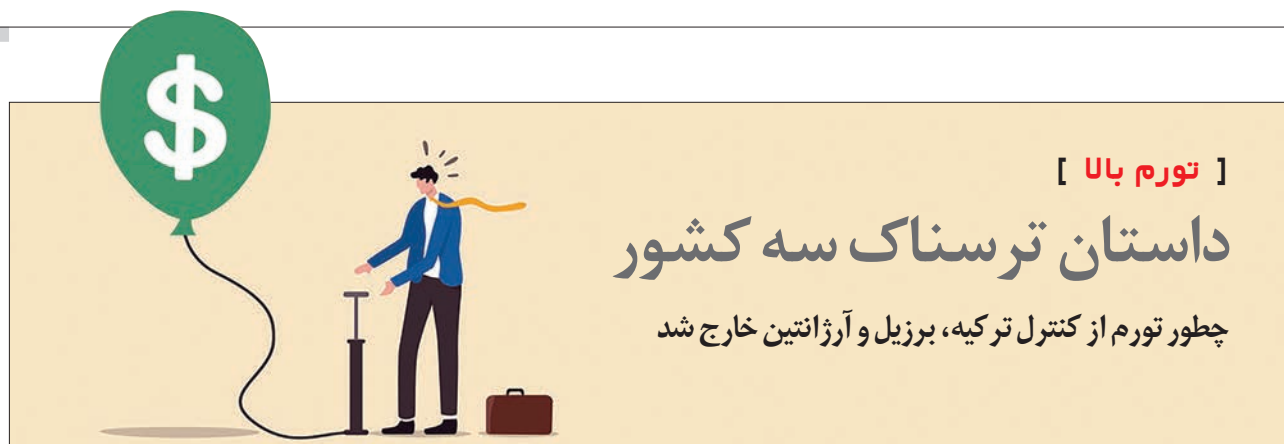 [ تورم بالا ]
داستان ترسناک سه کشور
چطور تورم از کنترل ترکیه، برزیل و آرژانتین خارج شد
$